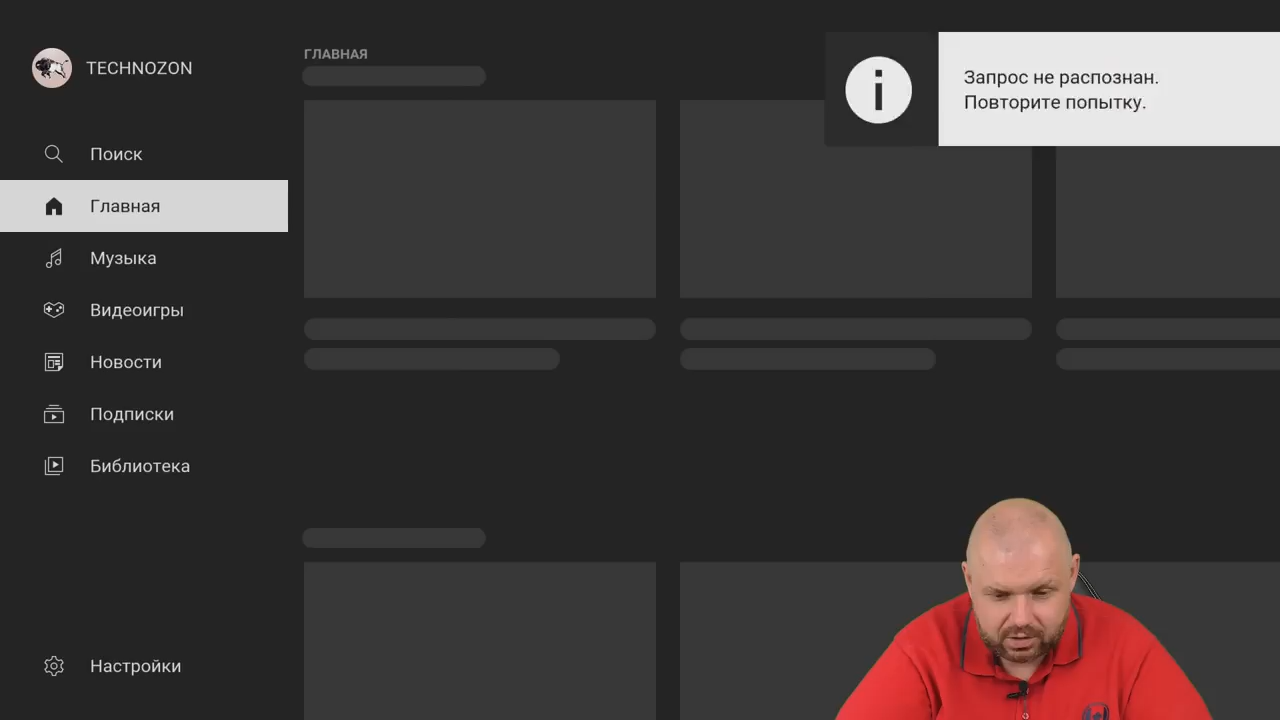 TECHNOZON
Поиск
Главная
Музыка
Видеоигры
Новости
Подписки
Библиотека
Настройки
ГЛАВНАЯ
Запрос не распознан.
Повторите попытку.